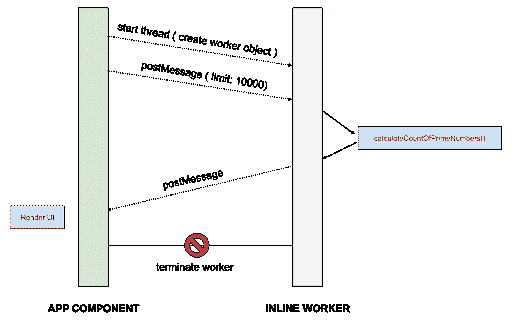 start thread ( create worker object )
postMessage ( limit: 10000)
calculateCountOfPrimeNumbers()
postMessage
Render UI
terminate worker
APP COMPONENT
INLINE WORKER